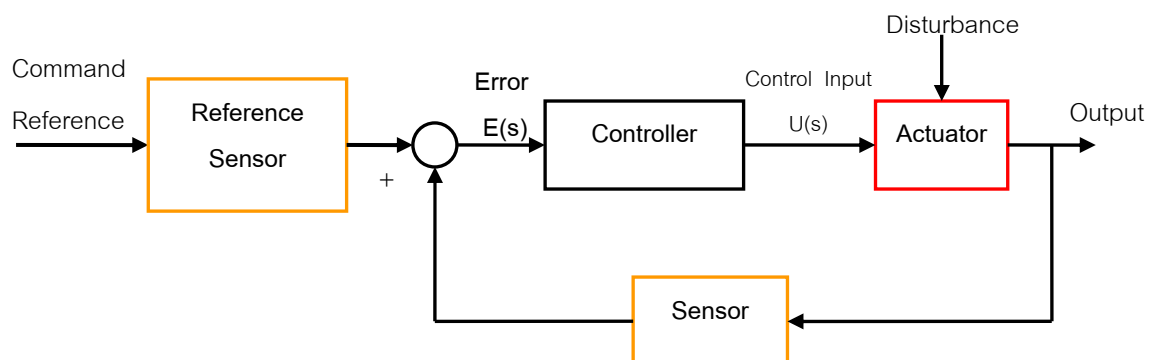 Disturbance
Command
Reference
Reference
Sensor
+
Error
E(s)
Controller
Control Input
U(s)
Actuator
Output
Sensor